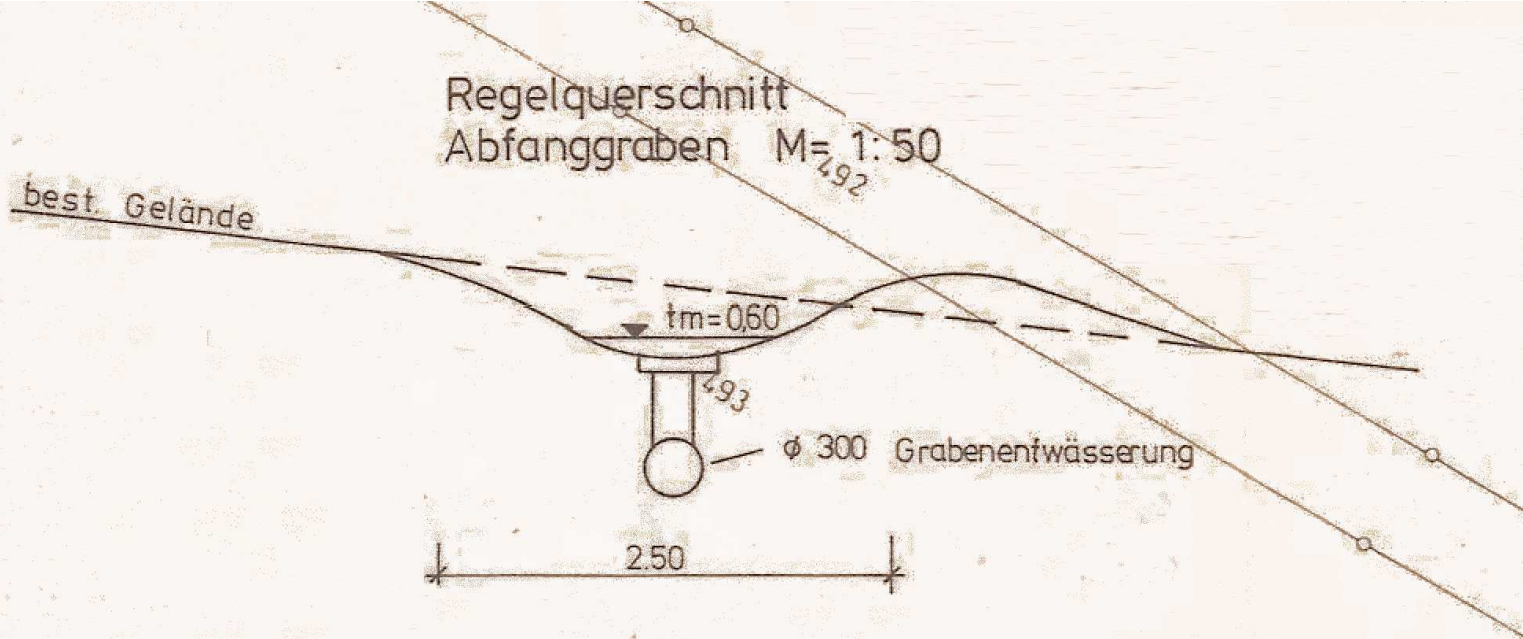 Regelquerschnitt
Abfanggraben M= 1:50
492
best. Gelände
tm=0,60
493
ϕ 300 Grabenentwässerung
2.50